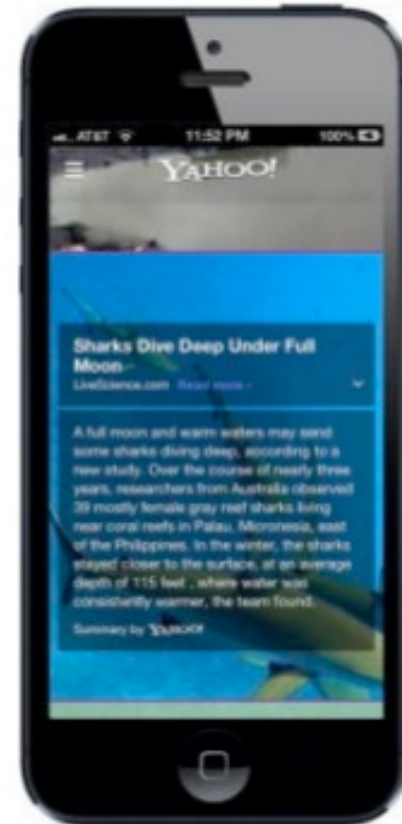 AT&T 11:52 PM 100%
YAHOO!
Sharks Dive Deep Under Full
Moon
LiveScience.com Read more ›
A full moon and warm waters may send
some sharks diving deep, according to a
new study. Over the course of nearly three
years, researchers from Australia observed
39 mostly female gray reef sharks living
near coral reefs in Palau, Micronesia, east
of the Philippines. In the winter, the sharks
stayed closer to the surface, at an average
depth of 115 feet , where water was
consistently warmer, the team found.
Summary by YAHOO!